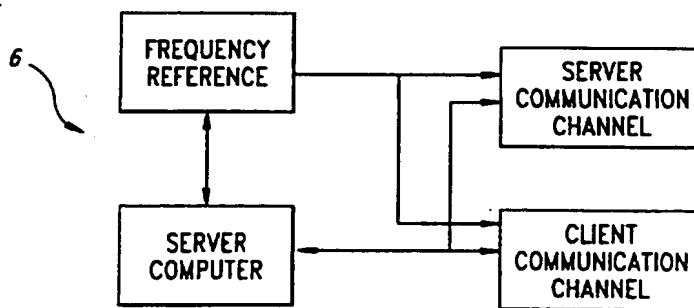 6
FREQUENCY
REFERENCE
SERVER
COMMUNICATION
CHANNEL
SERVER
COMPUTER
CLIENT
COMMUNICATION
CHANNEL